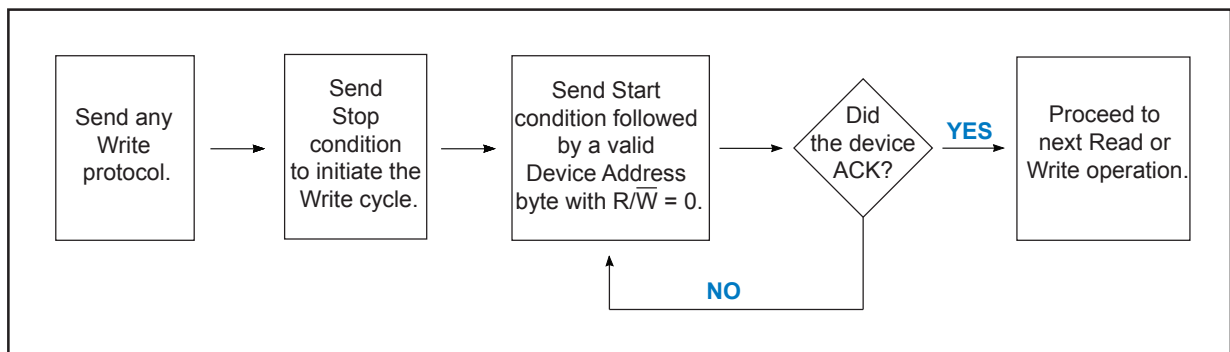 Send any
Write
protocol.
Send
Stop
condition
to initiate the
Write cycle.
Send Start
condition followed
by a valid
Device Address
byte with R/W̅ = 0.
Did
the device
ACK?
YES
NO
Proceed to
next Read or
Write operation.